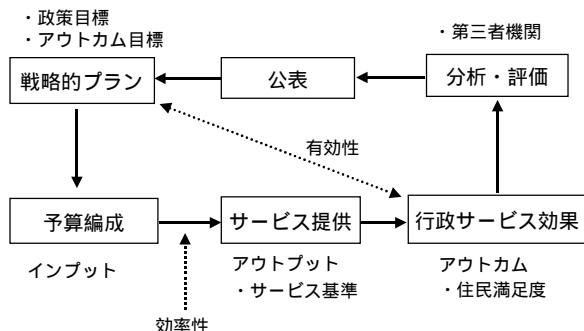 ・政策目標
・アウトカム目標
・第三者機関
戦略的プラン
公表
分析・評価
有効性
予算編成
サービス提供
行政サービス効果
インプット
アウトプット
・サービス基準
アウトカム
・住民満足度
効率性